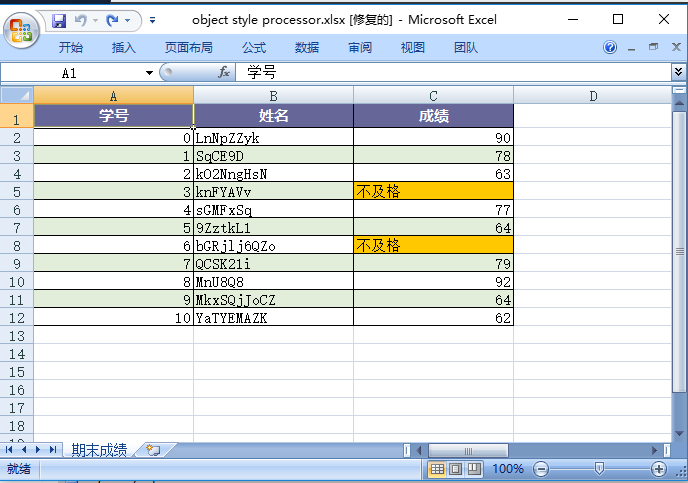 object style processor.xlsx [修复的] - Microsoft Excel
开始 插入 页面布局 公式 数据 审阅 视图 团队
A1 fx 学号
A B C D
1 学号 姓名 成绩
2 0 LnNpZZyk 90
3 1 SqCE9D 78
4 2 kO2NngHsN 63
5 3 knFYAVv 不及格
6 4 sGMFxSq 77
7 5 9ZztkL1 64
8 6 bGRjlj6QZo 不及格
9 7 QCSK21i 79
10 8 MnU8Q8 92
11 9 MkxSQjJoCZ 64
12 10 YaTYEMAZK 62
13
14
15
16
17
18
期末成绩
就绪 100%